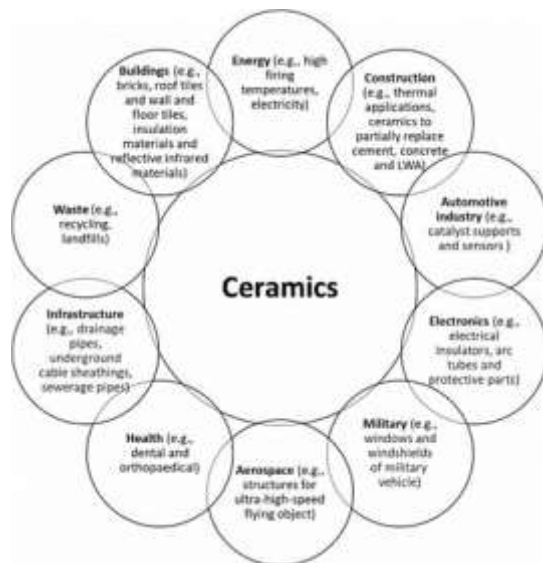 Energy (e.g., high
firing
temperatures,
electricity)
Construction
(e.g., thermal
applications,
ceramics to
partially replace
cement, concrete
and LWA)
Automotive
industry (e.g.,
catalyst supports
and sensors )
Electronics (e.g.,
electrical
insulators, arc
tubes and
protective parts)
Military (e.g.,
windows and
windshields
of military
vehicle)
Aerospace (e.g.,
structures for
ultra-high-speed
flying object)
Health (e.g.,
dental and
orthopaedical)
Infrastructure
(e.g., drainage
pipes,
underground
cable sheathings,
sewerage pipes)
Waste (e.g.,
recycling,
landfills)
Buildings (e.g.,
bricks, roof tiles
and wall and
floor tiles,
insulation
materials and
reflective infrared
materials)
Ceramics